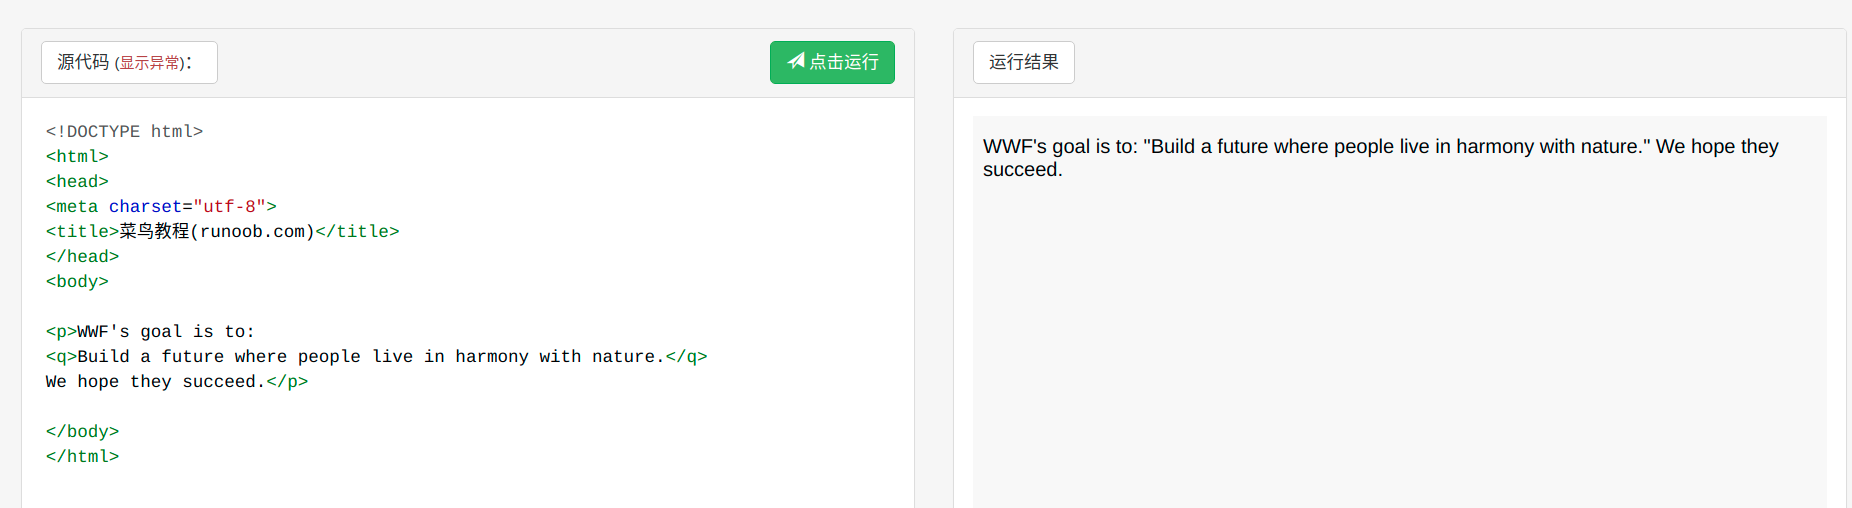 源代码 (显示异常)：
点击运行
<!DOCTYPE html>
<html>
<head>
<meta charset="utf-8">
<title>菜鸟教程(runoob.com)</title>
</head>
<body>
<p>WWF's goal is to:
<q>Build a future where people live in harmony with nature.</q>
We hope they succeed.</p>
</body>
</html>
运行结果
WWF's goal is to: "Build a future where people live in harmony with nature." We hope they
succeed.